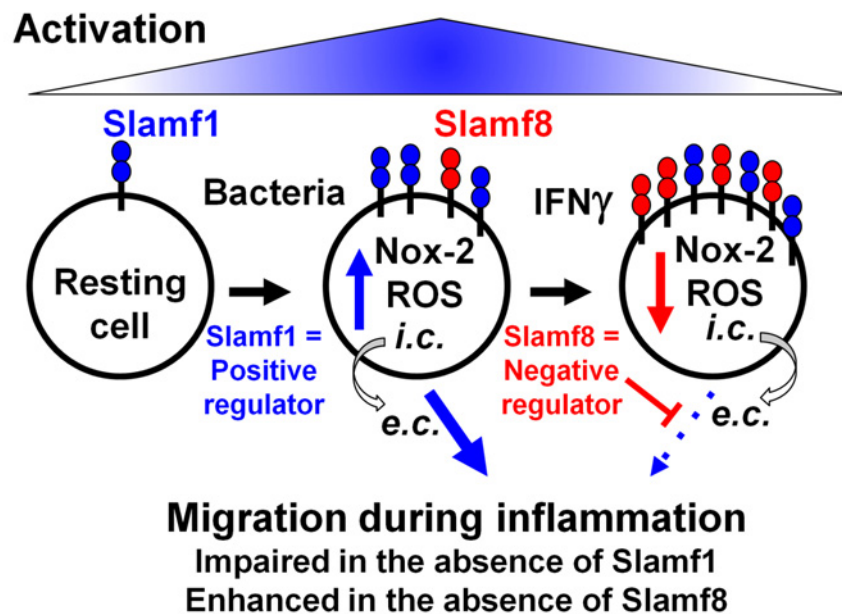 Activation
Slamf1
Slamf8
Bacteria
IFNγ
Resting
cell
Nox-2
ROS
i.c.
e.c.
Nox-2
ROS
i.c.
e.c.
Slamf1 =
Positive
regulator
Slamf8 =
Negative
regulator
Migration during inflammation
Impaired in the absence of Slamf1
Enhanced in the absence of Slamf8